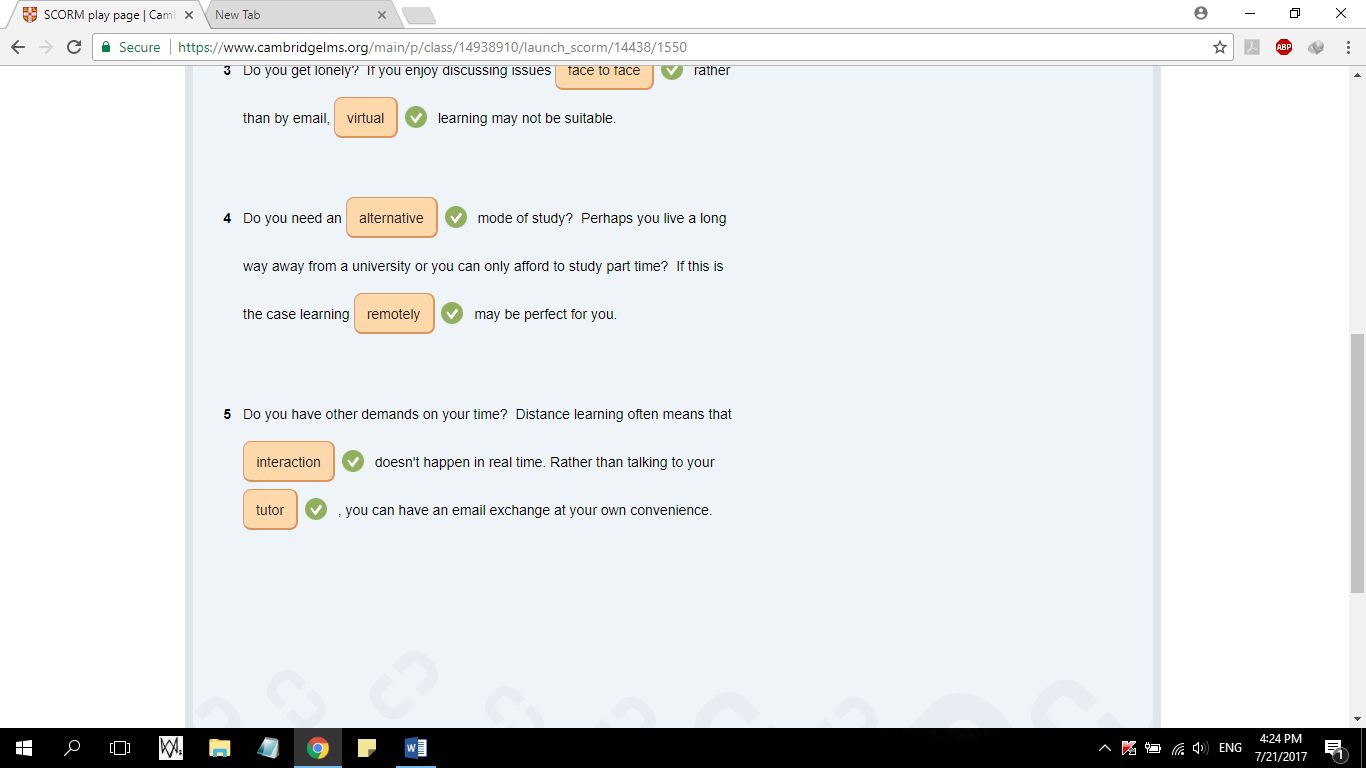 SCORM play page | Cam
New Tab
Secure
https://www.cambridgelms.org/main/p/class/14938910/launch_scorm/14438/1550
ABP
3 Do you get lonely? If you enjoy discussing issues face to face rather
than by email, virtual learning may not be suitable.
4 Do you need an alternative mode of study? Perhaps you live a long
way away from a university or you can only afford to study part time? If this is
the case learning remotely may be perfect for you.
5 Do you have other demands on your time? Distance learning often means that
interaction doesn't happen in real time. Rather than talking to your
tutor , you can have an email exchange at your own convenience.
ENG
4:24 PM
7/21/2017
1